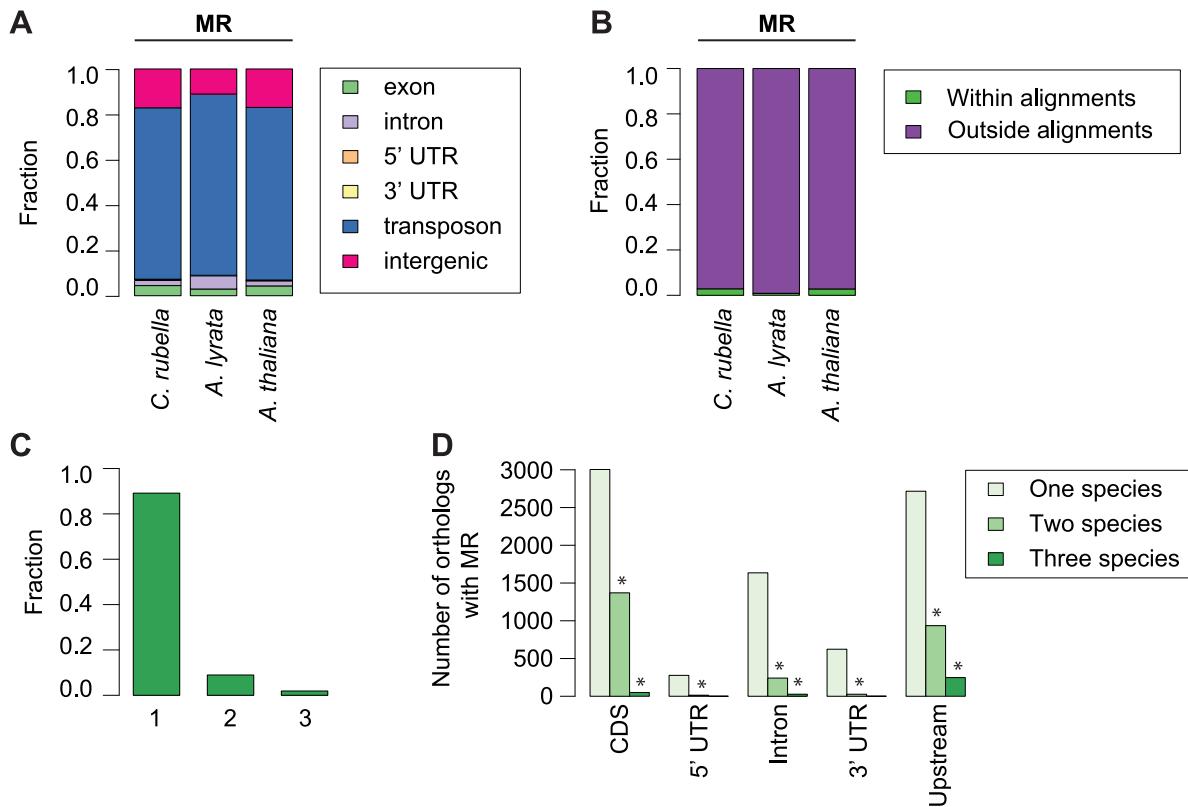 A
MR
Fraction
1.0
0.8
0.6
0.4
0.2
0.0
C. rubella
A. lyrata
A. thaliana
exon
intron
5' UTR
3' UTR
transposon
intergenic
B
MR
Fraction
1.0
0.8
0.6
0.4
0.2
0.0
C. rubella
A. lyrata
A. thaliana
Within alignments
Outside alignments
C
Fraction
1.0
0.8
0.6
0.4
0.2
0.0
1
2
3
D
Number of orthologs
with MR
3000
2500
2000
1500
1000
500
0
*
*
*
*
*
*
*
*
CDS
5' UTR
Intron
3' UTR
Upstream
One species
Two species
Three species